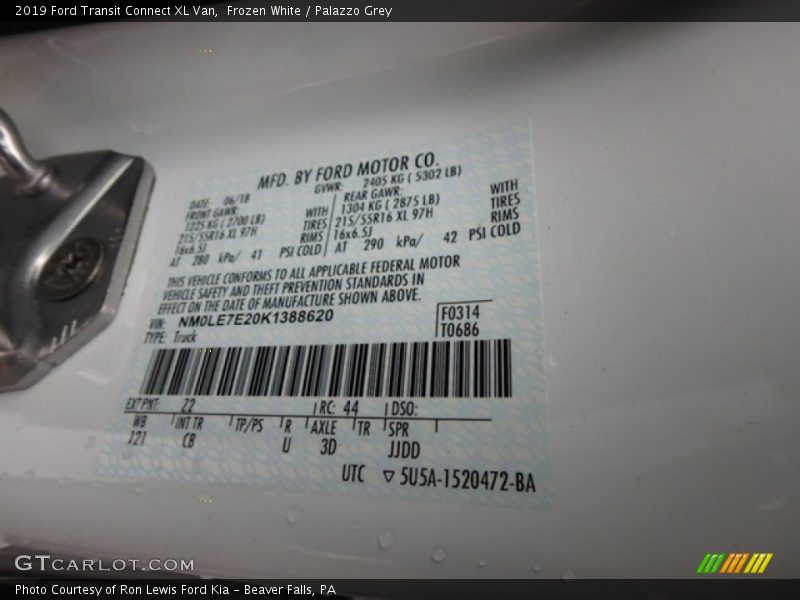 2019 Ford Transit Connect XL Van,  Frozen White / Palazzo Grey
MFD. BY FORD MOTOR CO.
DATE: 06/18
GVWR: 2405 KG ( 5302 LB)
FRONT GAWR:
1225 KG ( 2700 LB) WITH
215/55R16 XL 97H TIRES
16x6.5J RIMS
AT 280 kPa/ 41 PSI COLD
REAR GAWR:
1304 KG ( 2875 LB) WITH
215/55R16 XL 97H TIRES
16x6.5J RIMS
AT 290 kPa/ 42 PSI COLD
THIS VEHICLE CONFORMS TO ALL APPLICABLE FEDERAL MOTOR
VEHICLE SAFETY AND THEFT PREVENTION STANDARDS IN
EFFECT ON THE DATE OF MANUFACTURE SHOWN ABOVE.
VIN: NM0LE7E20K1388620
F0314
TYPE: Truck
T0686
EXT PNT: Z2 RC: 44 DSO:
WB INT TR TP/PS R AXLE TR SPR
121 CB U 3D JJDD
UTC ▽ 5U5A-1520472-BA
GTCARLOT.COM
Photo Courtesy of Ron Lewis Ford Kia – Beaver Falls, PA